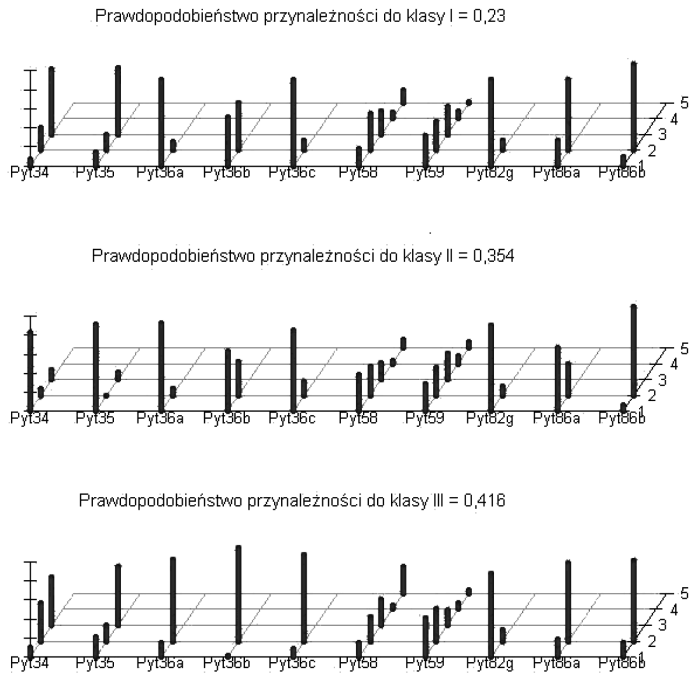 Prawdopodobieństwo przynależności do klasy I = 0,23
5
4
3
2
1
Pyt34 Pyt35 Pyt36a Pyt36b Pyt36c Pyt58 Pyt59 Pyt82g Pyt86a Pyt86b
Prawdopodobieństwo przynależności do klasy II = 0,354
5
4
3
2
1
Pyt34 Pyt35 Pyt36a Pyt36b Pyt36c Pyt58 Pyt59 Pyt82g Pyt86a Pyt86b
Prawdopodobieństwo przynależności do klasy III = 0,416
5
4
3
2
1
Pyt34 Pyt35 Pyt36a Pyt36b Pyt36c Pyt58 Pyt59 Pyt82g Pyt86a Pyt86b